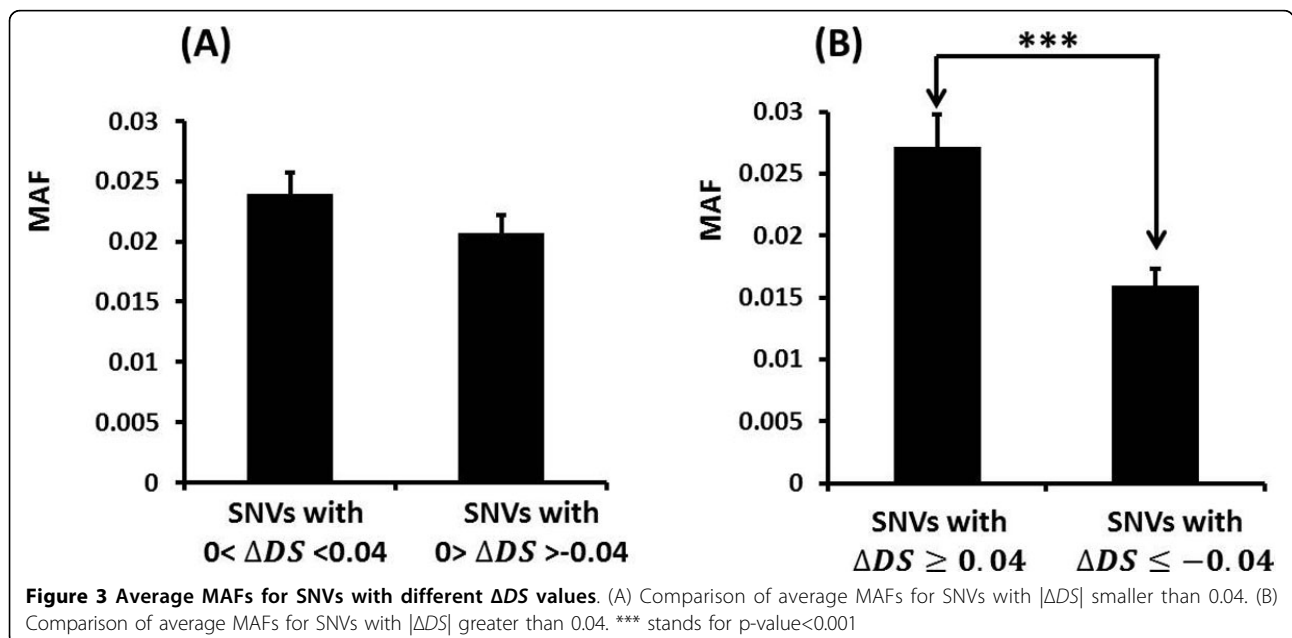 (A)
MAF
0.03
0.025
0.02
0.015
0.01
0.005
0
SNVs with
0< ΔDS <0.04
SNVs with
0> ΔDS >-0.04
(B)
***
MAF
0.03
0.025
0.02
0.015
0.01
0.005
0
SNVs with
ΔDS ≥ 0.04
SNVs with
ΔDS ≤ −0.04
Figure 3 Average MAFs for SNVs with different ΔDS values. (A) Comparison of average MAFs for SNVs with |ΔDS| smaller than 0.04. (B)
Comparison of average MAFs for SNVs with |ΔDS| greater than 0.04. *** stands for p-value<0.001